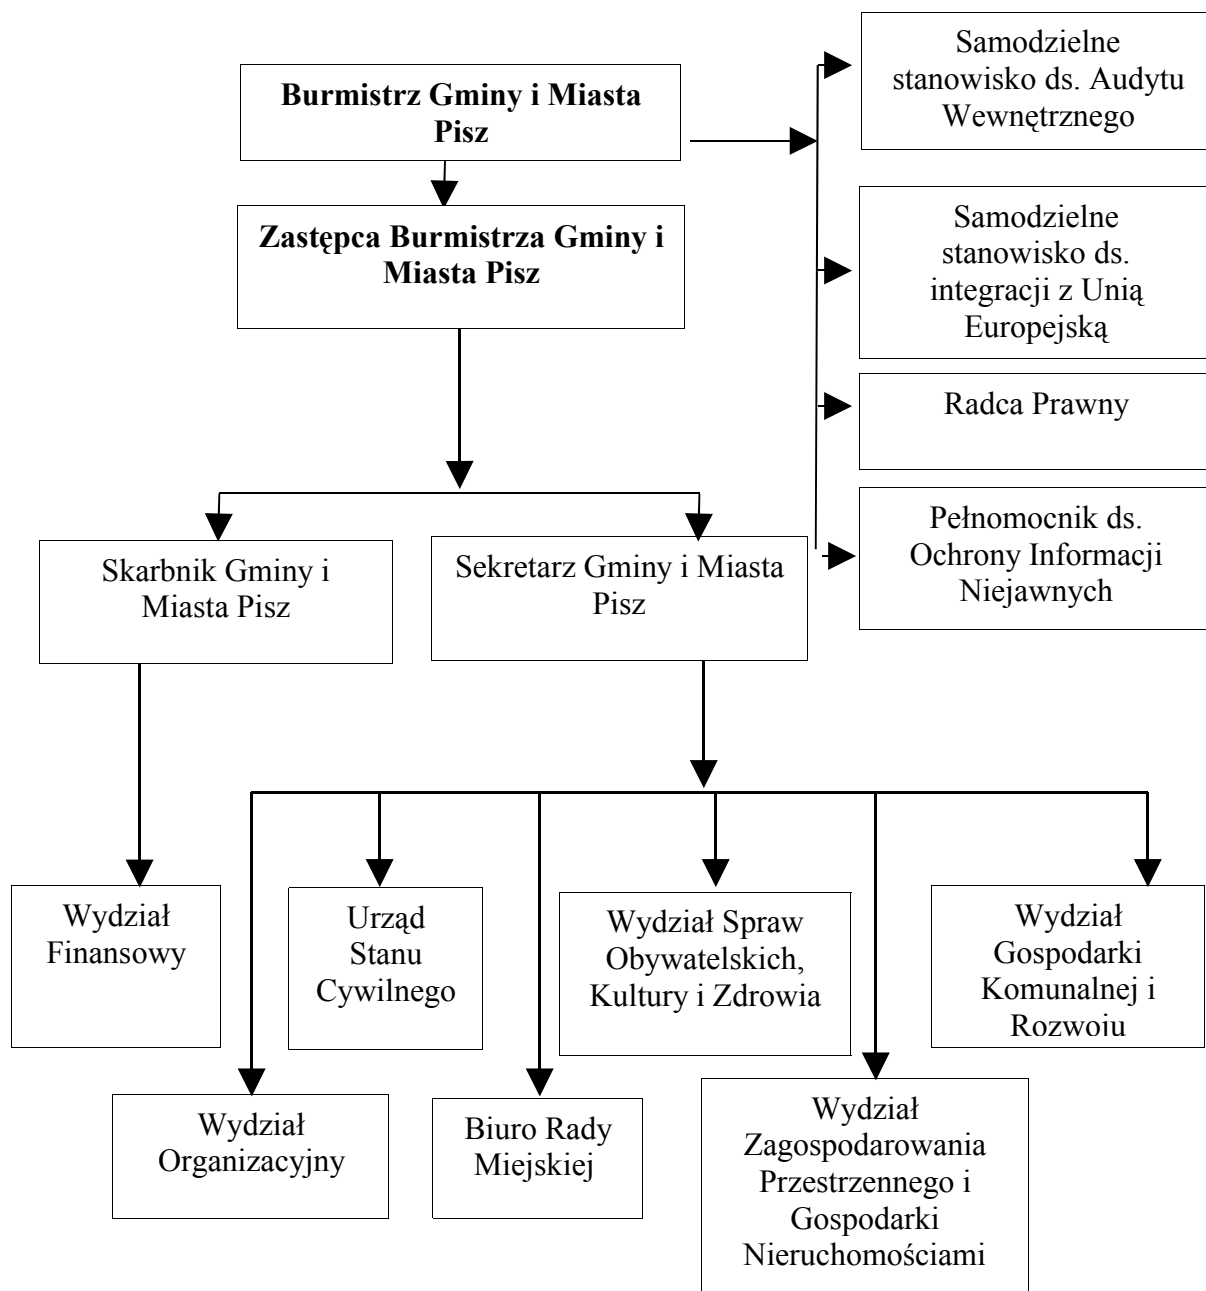 Burmistrz Gminy i Miasta
Pisz
Samodzielne
stanowisko ds. Audytu
Wewnętrznego
Zastępca Burmistrza Gminy i
Miasta Pisz
Samodzielne
stanowisko ds.
integracji z Unią
Europejską
Radca Prawny
Pełnomocnik ds.
Ochrony Informacji
Niejawnych
Skarbnik Gminy i
Miasta Pisz
Sekretarz Gminy i Miasta
Pisz
Wydział
Finansowy
Urząd
Stanu
Cywilnego
Wydział Spraw
Obywatelskich,
Kultury i Zdrowia
Wydział
Gospodarki
Komunalnej i
Rozwoju
Wydział
Organizacyjny
Biuro Rady
Miejskiej
Wydział
Zagospodarowania
Przestrzennego i
Gospodarki
Nieruchomościami